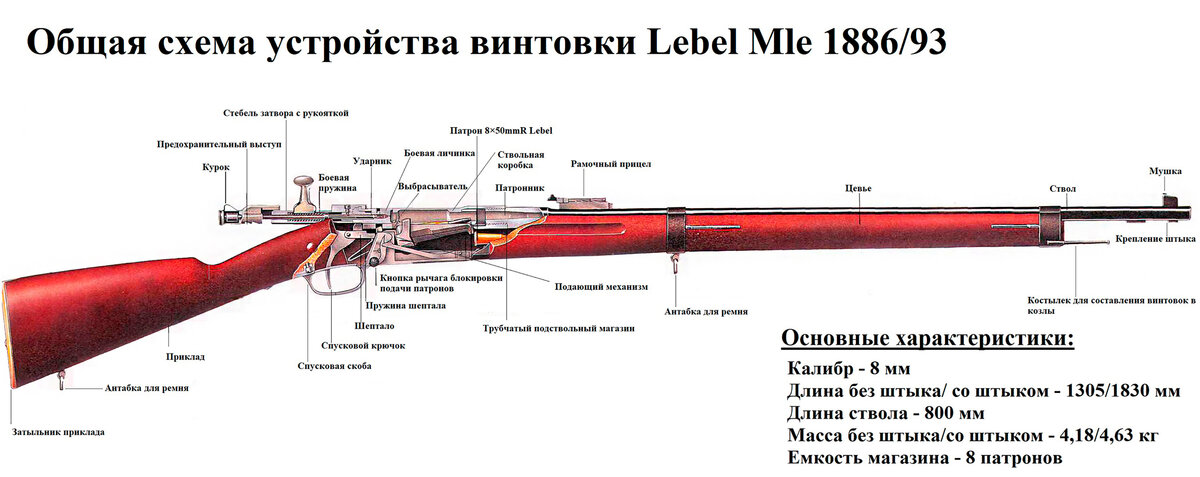 Общая схема устройства винтовки Lebel Mle 1886/93
Стебель затвора с рукояткой
Предохранительный выступ
Курок
Боевая
пружина
Ударник
Боевая личинка
Выбрасыватель
Патрон 8×50mmR Lebel
Ствольная
коробка
Патронник
Рамочный прицел
Цевье
Ствол
Мушка
Крепление штыка
Кнопка рычага блокировки
подачи патронов
Пружина шептала
Шептало
Спусковой крючок
Спусковая скоба
Подающий механизм
Трубчатый подствольный магазин
Антабка для ремня
Костылек для составления винтовок в
козлы
Приклад
Антабка для ремня
Затыльник приклада
Основные характеристики:
Калибр - 8 мм
Длина без штыка/ со штыком - 1305/1830 мм
Длина ствола - 800 мм
Масса без штыка/со штыком - 4,18/4,63 кг
Емкость магазина - 8 патронов